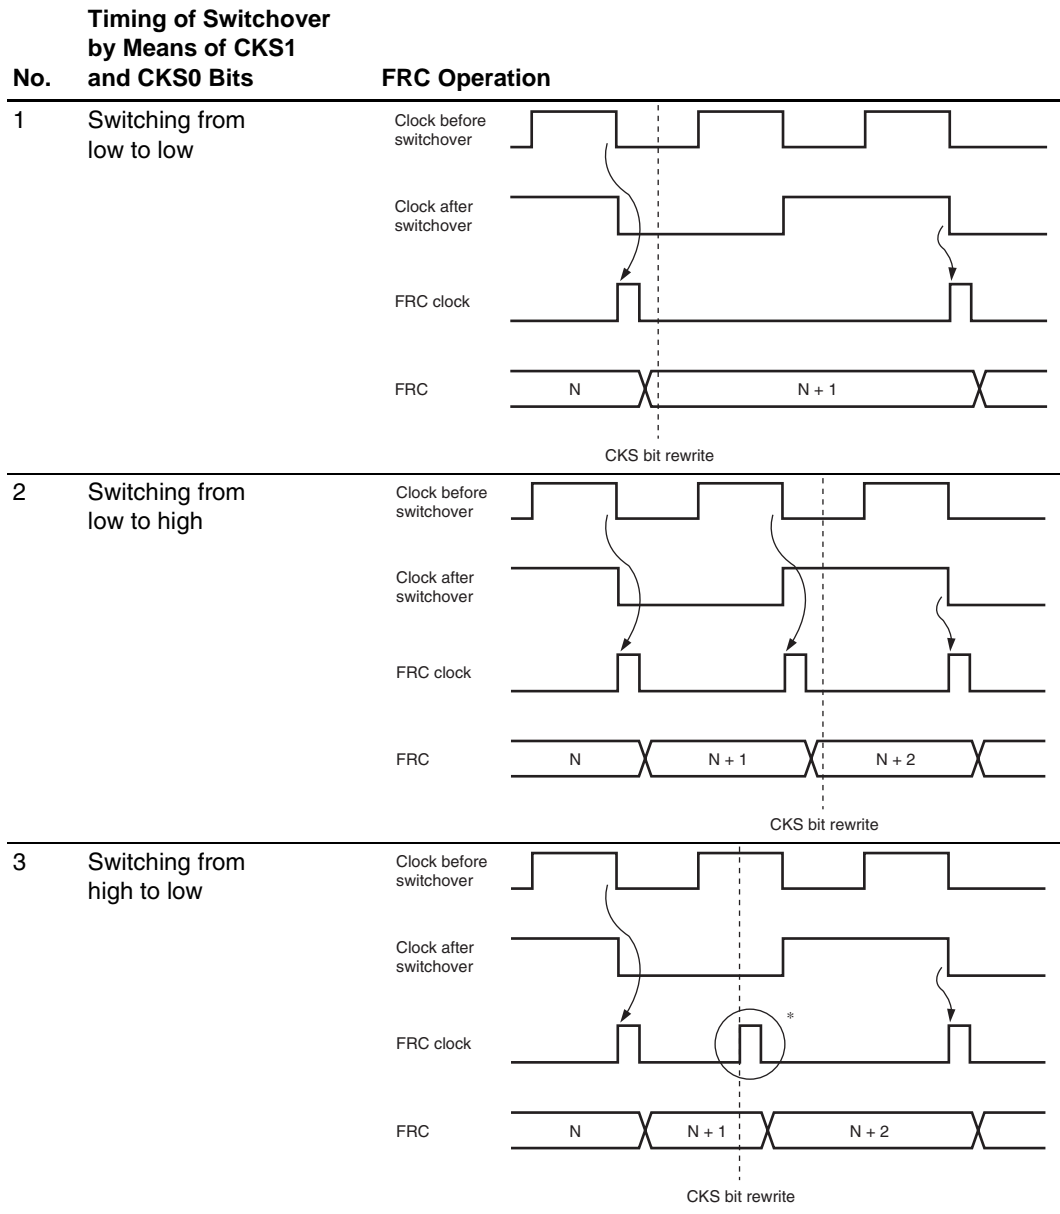 Timing of Switchover
by Means of CKS1
No. and CKS0 Bits FRC Operation
1 Switching from
low to low
Clock before
switchover
Clock after
switchover
FRC clock
FRC N N + 1
CKS bit rewrite
2 Switching from
low to high
Clock before
switchover
Clock after
switchover
FRC clock
FRC N N + 1 N + 2
CKS bit rewrite
3 Switching from
high to low
Clock before
switchover
Clock after
switchover
*
FRC clock
FRC N N + 1 N + 2
CKS bit rewrite